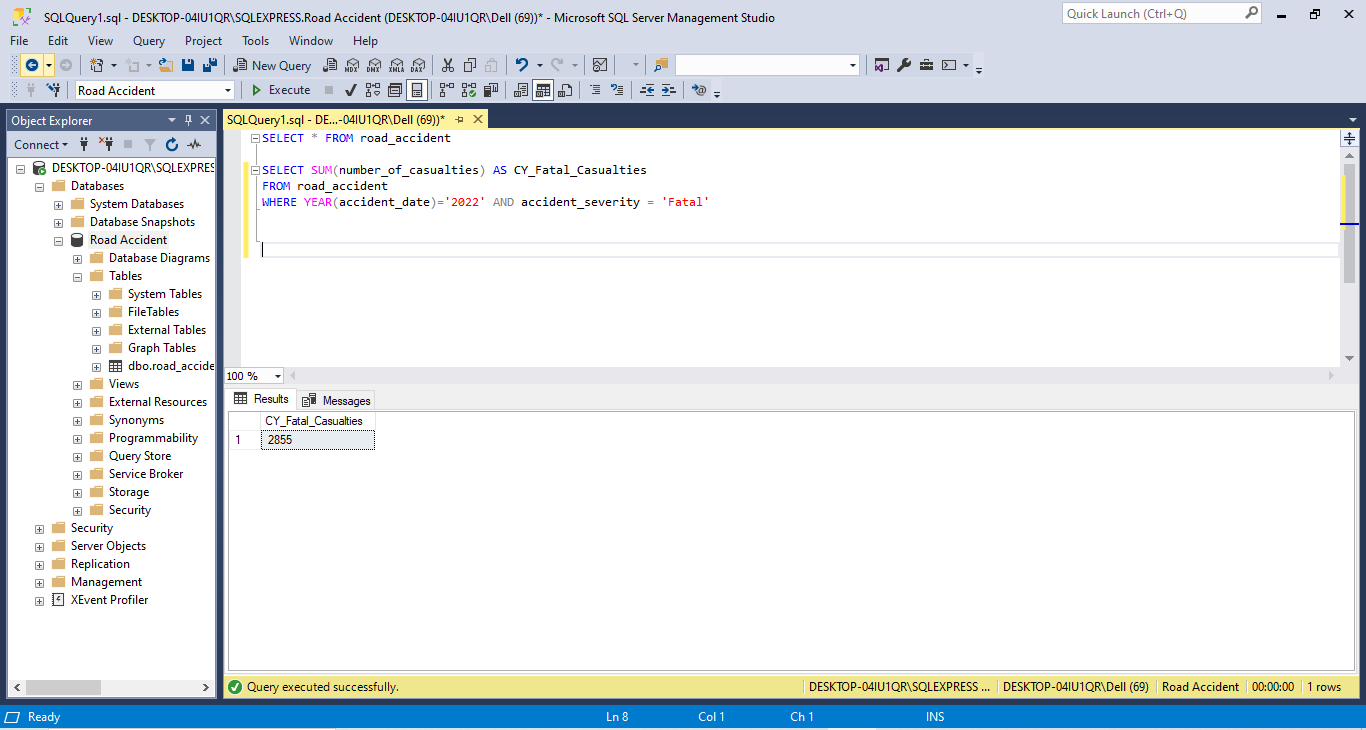 SQLQuery1.sql - DESKTOP-04IU1QR\SQLEXPRESS.Road Accident (DESKTOP-04IU1QR\Dell (69))* - Microsoft SQL Server Management Studio
Quick Launch (Ctrl+Q)
File Edit View Query Project Tools Window Help
New Query MDX DMX XMLA DAX
Road Accident Execute
Object Explorer
Connect
DESKTOP-04IU1QR\SQLEXPRES
Databases
System Databases
Database Snapshots
Road Accident
Database Diagrams
Tables
System Tables
FileTables
External Tables
Graph Tables
dbo.road_accide
Views
External Resources
Synonyms
Programmability
Query Store
Service Broker
Storage
Security
Security
Server Objects
Replication
Management
XEvent Profiler
SQLQuery1.sql - DE...-04IU1QR\Dell (69))*
SELECT * FROM road_accident
SELECT SUM(number_of_casualties) AS CY_Fatal_Casualties
FROM road_accident
WHERE YEAR(accident_date)='2022' AND accident_severity = 'Fatal'
100 %
Results Messages
CY_Fatal_Casualties
1 2855
Query executed successfully. DESKTOP-04IU1QR\SQLEXPRESS ... DESKTOP-04IU1QR\Dell (69) Road Accident 00:00:00 1 rows
Ready Ln 8 Col 1 Ch 1 INS